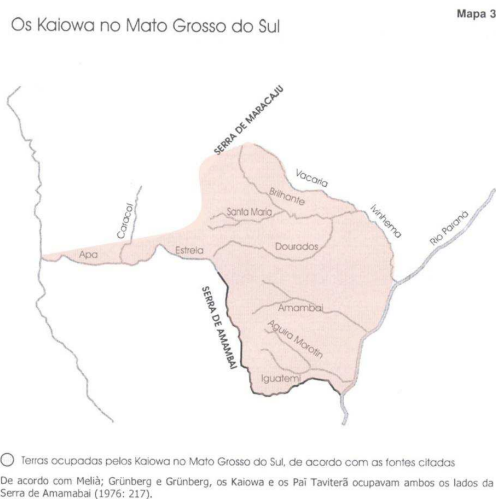 Mapa 3
Os Kaiowa no Mato Grosso do Sul
SERRA DE MARACAJU
Vacaria
Brilhante
Ivinhema
Caracol
Santa Maria
Rio Parana
Apa
Estrela
Dourados
SERRA DE AMAMBAI
Amambai
Aguira Morotin
Iguatemi
Terras ocupadas pelos Kaiowa no Mato Grosso do Sul, de acordo com as fontes citadas
De acordo com Melià; Grünberg e Grünberg, os Kaiowa e os Paî Taviterã ocupavam ambos os lados da
Serra de Amamabai (1976: 217).